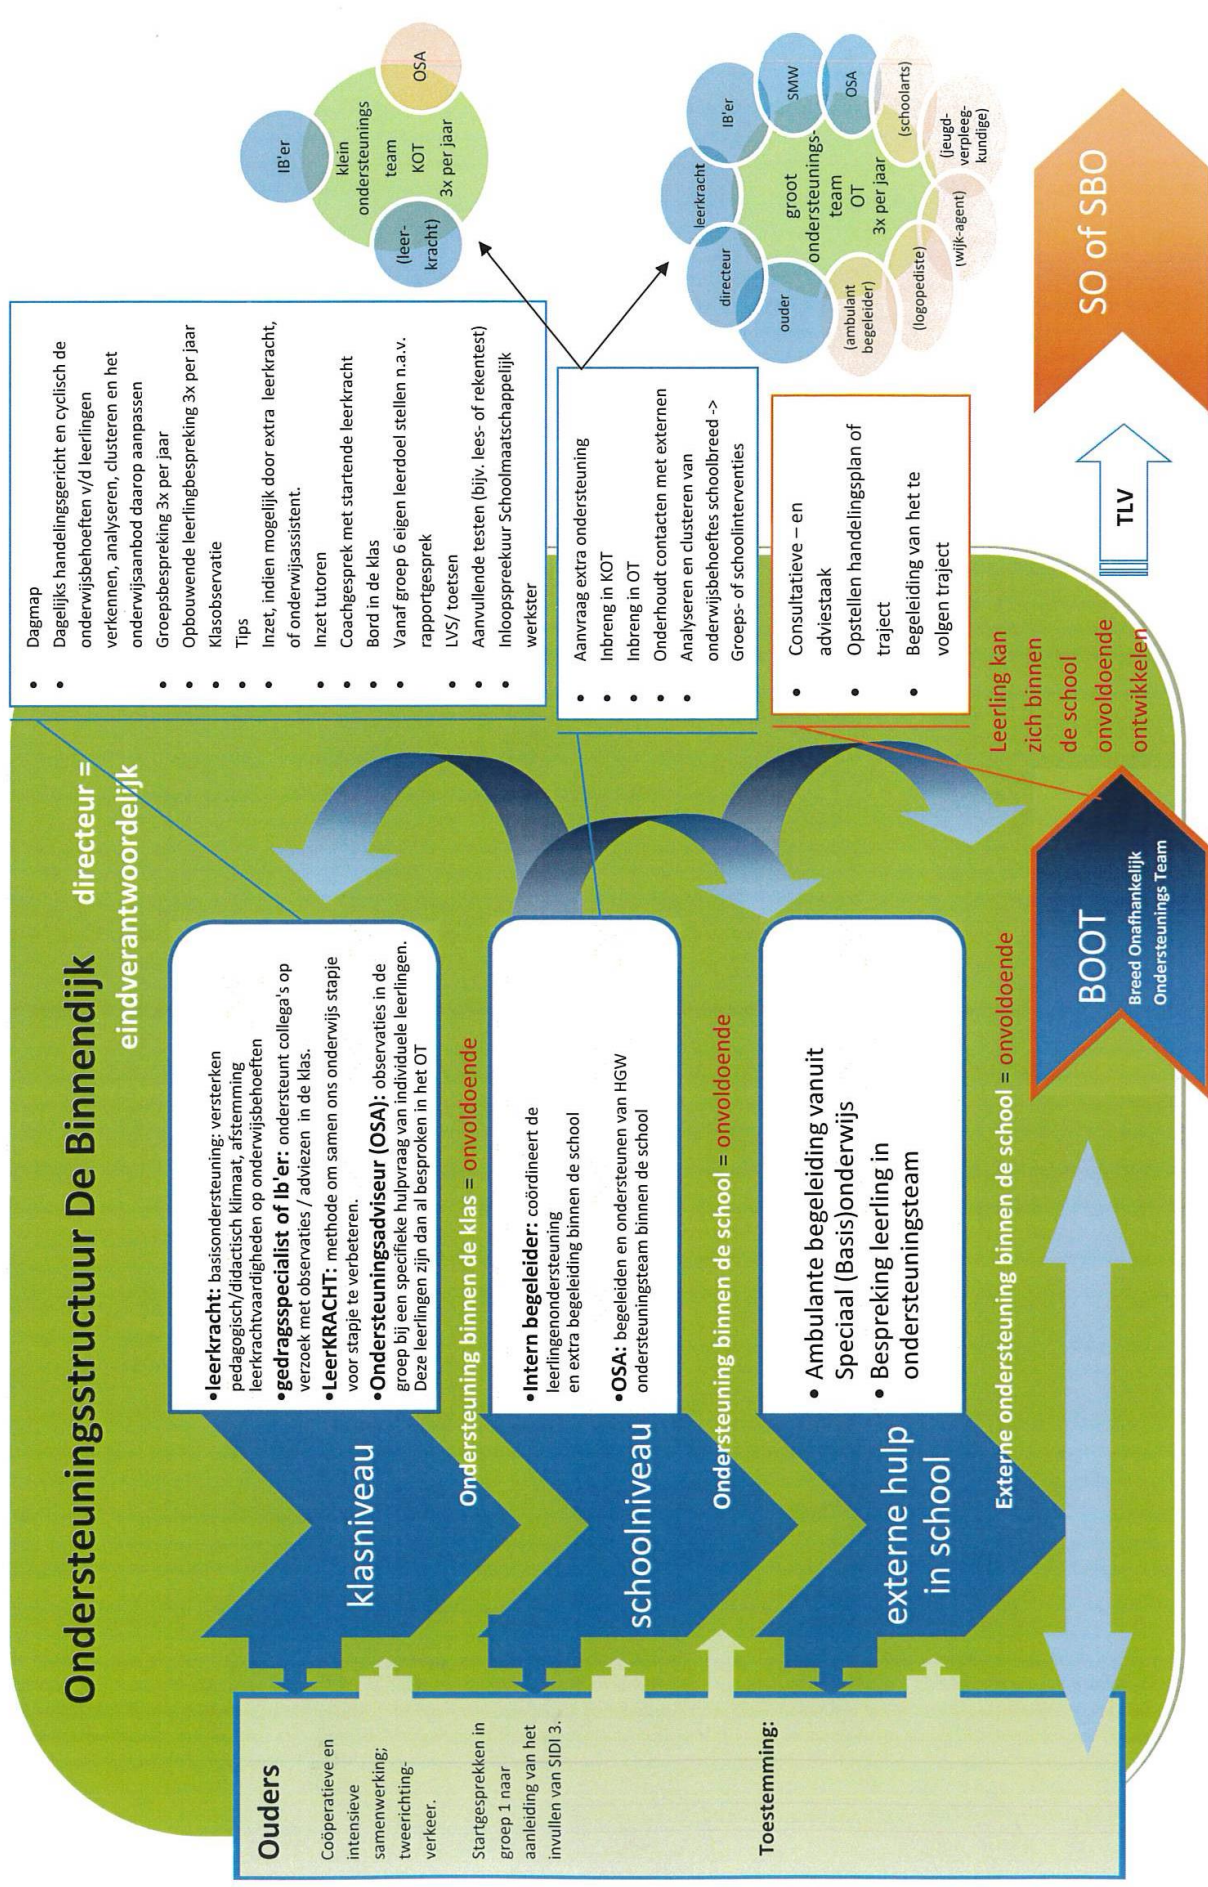 Ondersteuningsstructuur De Binnendijk
directeur =
eindverantwoordelijk
Ouders
Coöperatieve en
intensieve
samenwerking;
tweerichting-
verkeer.
Startgesprekken in
groep 1 naar
aanleiding van het
invullen van SIDI 3.
Toestemming:
klasniveau
•leerkracht: basisondersteuning: versterken
pedagogisch/didactisch klimaat, afstemming
leerkrachtvaardigheden op onderwijsbehoeften
•gedragsspecialist of Ib'er: ondersteunt collega's op
verzoek met observaties / adviezen in de klas.
•LeerKRACHT: methode om samen ons onderwijs stapje
voor stapje te verbeteren.
•Ondersteuningsadviseur (OSA): observaties in de
groep bij een specifieke hulpvraag van individuele leerlingen.
Deze leerlingen zijn dan al besproken in het OT
Ondersteuning binnen de klas = onvoldoende
schoolniveau
•Intern begeleider: coördineert de
leerlingenondersteuning
en extra begeleiding binnen de school
•OSA: begeleiden en ondersteunen van HGW
ondersteuningsteam binnen de school
Ondersteuning binnen de school = onvoldoende
externe hulp
in school
• Ambulante begeleiding vanuit
Speciaal (Basis)onderwijs
• Bespreking leerling in
ondersteuningsteam
Externe ondersteuning binnen de school = onvoldoende
BOOT
Breed Onafhankelijk
Ondersteunings Team
Leerling kan
zich binnen
de school
onvoldoende
ontwikkelen
TLV
SO of SBO
• Dagmap
• Dagelijks handelingsgericht en cyclisch de
onderwijsbehoeften v/d leerlingen
verkennen, analyseren, clusteren en het
onderwijsaanbod daarop aanpassen
• Groepsbespreking 3x per jaar
• Opbouwende leerlingbespreking 3x per jaar
• Klasobservatie
• Tips
• Inzet, indien mogelijk door extra leerkracht,
of onderwijsassistent.
• Inzet tutoren
• Coachgesprek met startende leerkracht
• Bord in de klas
• Vanaf groep 6 eigen leerdoel stellen n.a.v.
rapportgesprek
• LVS/ toetsen
• Aanvullende testen (bijv. lees- of rekentest)
• Inloopspreekuur Schoolmaatschappelijk
werkster
• Aanvraag extra ondersteuning
• Inbreng in KOT
• Inbreng in OT
• Onderhoudt contacten met externen
• Analyseren en clusteren van
onderwijsbehoeftes schoolbreed ->
Groeps- of schoolinterventies
• Consultatieve – en
adviestak
• Opstellen handelingsplan of
traject
• Begeleiding van het te
volgen traject
IB'er
klein
ondersteunings
team
KOT
3x per jaar
OSA
(leer-
kracht)
groot
ondersteunings-
team
OT
3x per jaar
leerkracht
IB'er
SMW
OSA
(schoolarts)
(jeugd-
verpleeg-
kundige)
(wijk-agent)
(logopediste)
(ambulant
begeleider)
ouder
directeur